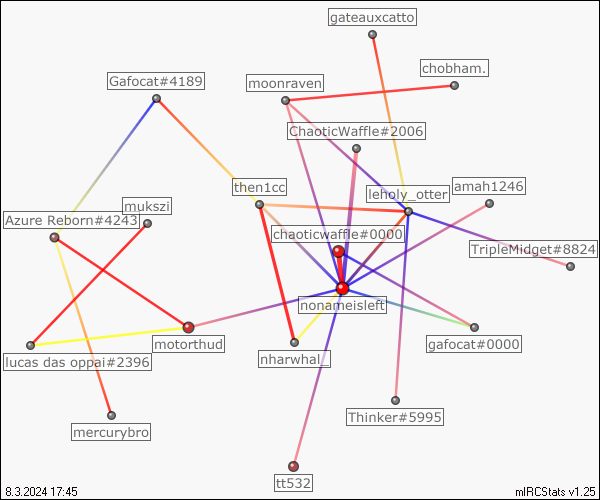 gateauxcatto
chobham.
Gafocat#4189
moonraven
ChaoticWaffle#2006
then1cc
amah1246
leholy_otter
mukszi
Azure Reborn#4243
chaoticwaffle#0000
TripleMidget#8824
nonameisleft
motorthud
gafocat#0000
nharwhal_
lucas das oppai#2396
Thinker#5995
mercurybro
tt532
8.3.2024 17:45
mIRCStats v1.25